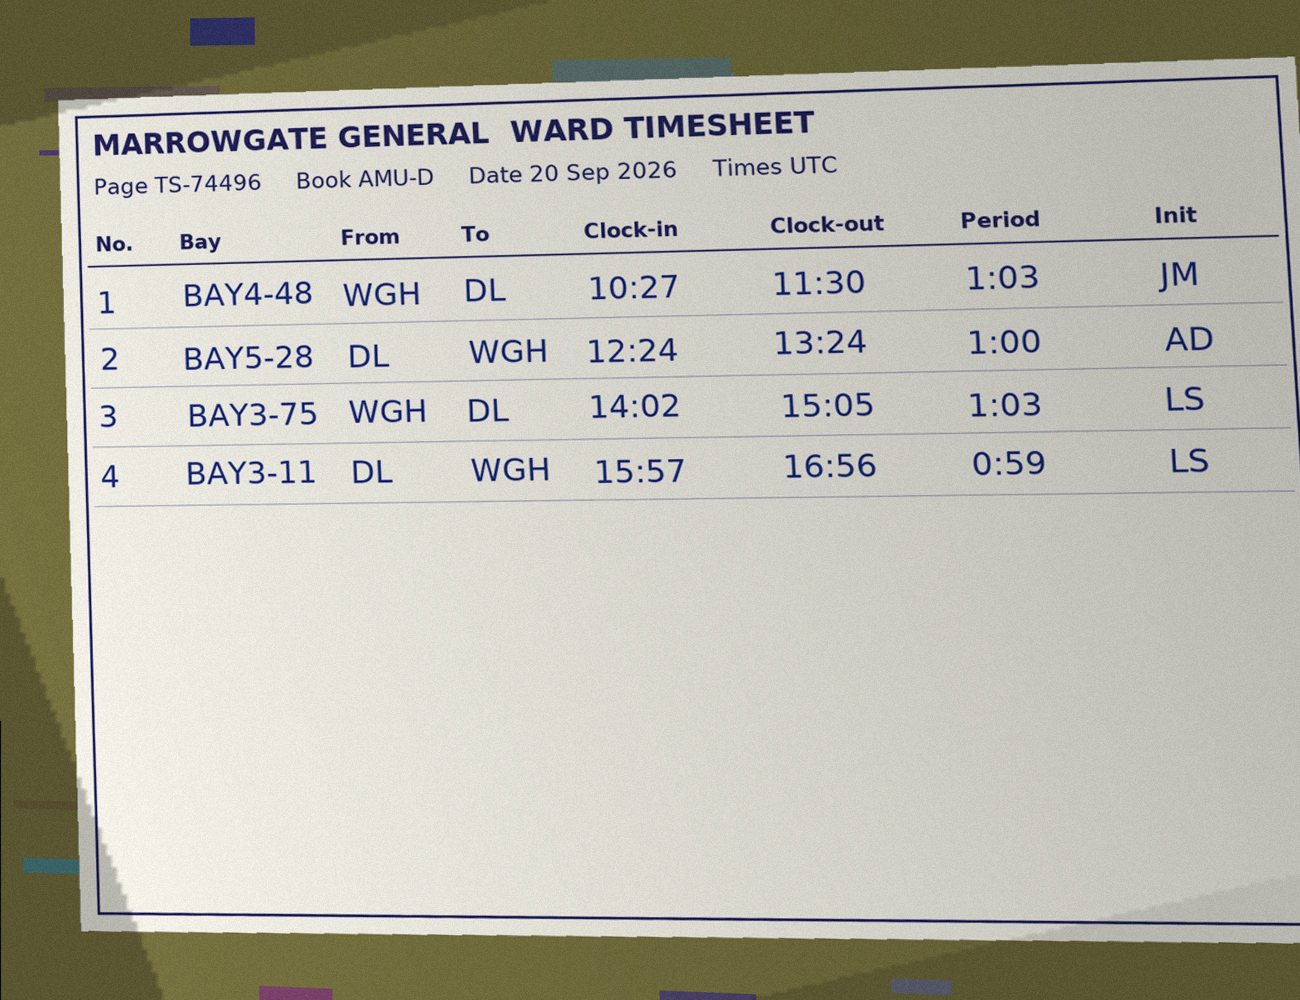 MARROWGATE GENERAL WARD TIMESHEET
Page TS-74496 Book AMU-D Date 20 Sep 2026 Times UTC
No. Bay From To Clock-in Clock-out Period Init
1 BAY4-48 WGH DL 10:27 11:30 1:03 JM
2 BAY5-28 DL WGH 12:24 13:24 1:00 AD
3 BAY3-75 WGH DL 14:02 15:05 1:03 LS
4 BAY3-11 DL WGH 15:57 16:56 0:59 LS